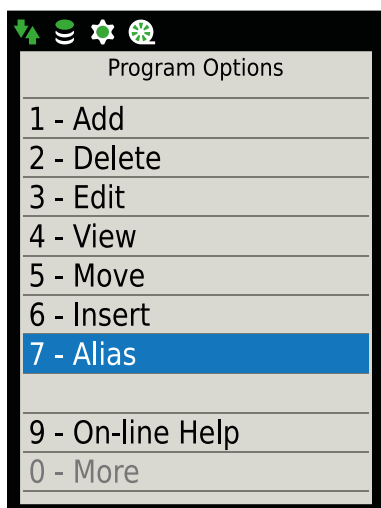 Program Options
1 - Add
2 - Delete
3 - Edit
4 - View
5 - Move
6 - Insert
7 - Alias
9 - On-line Help
0 - More